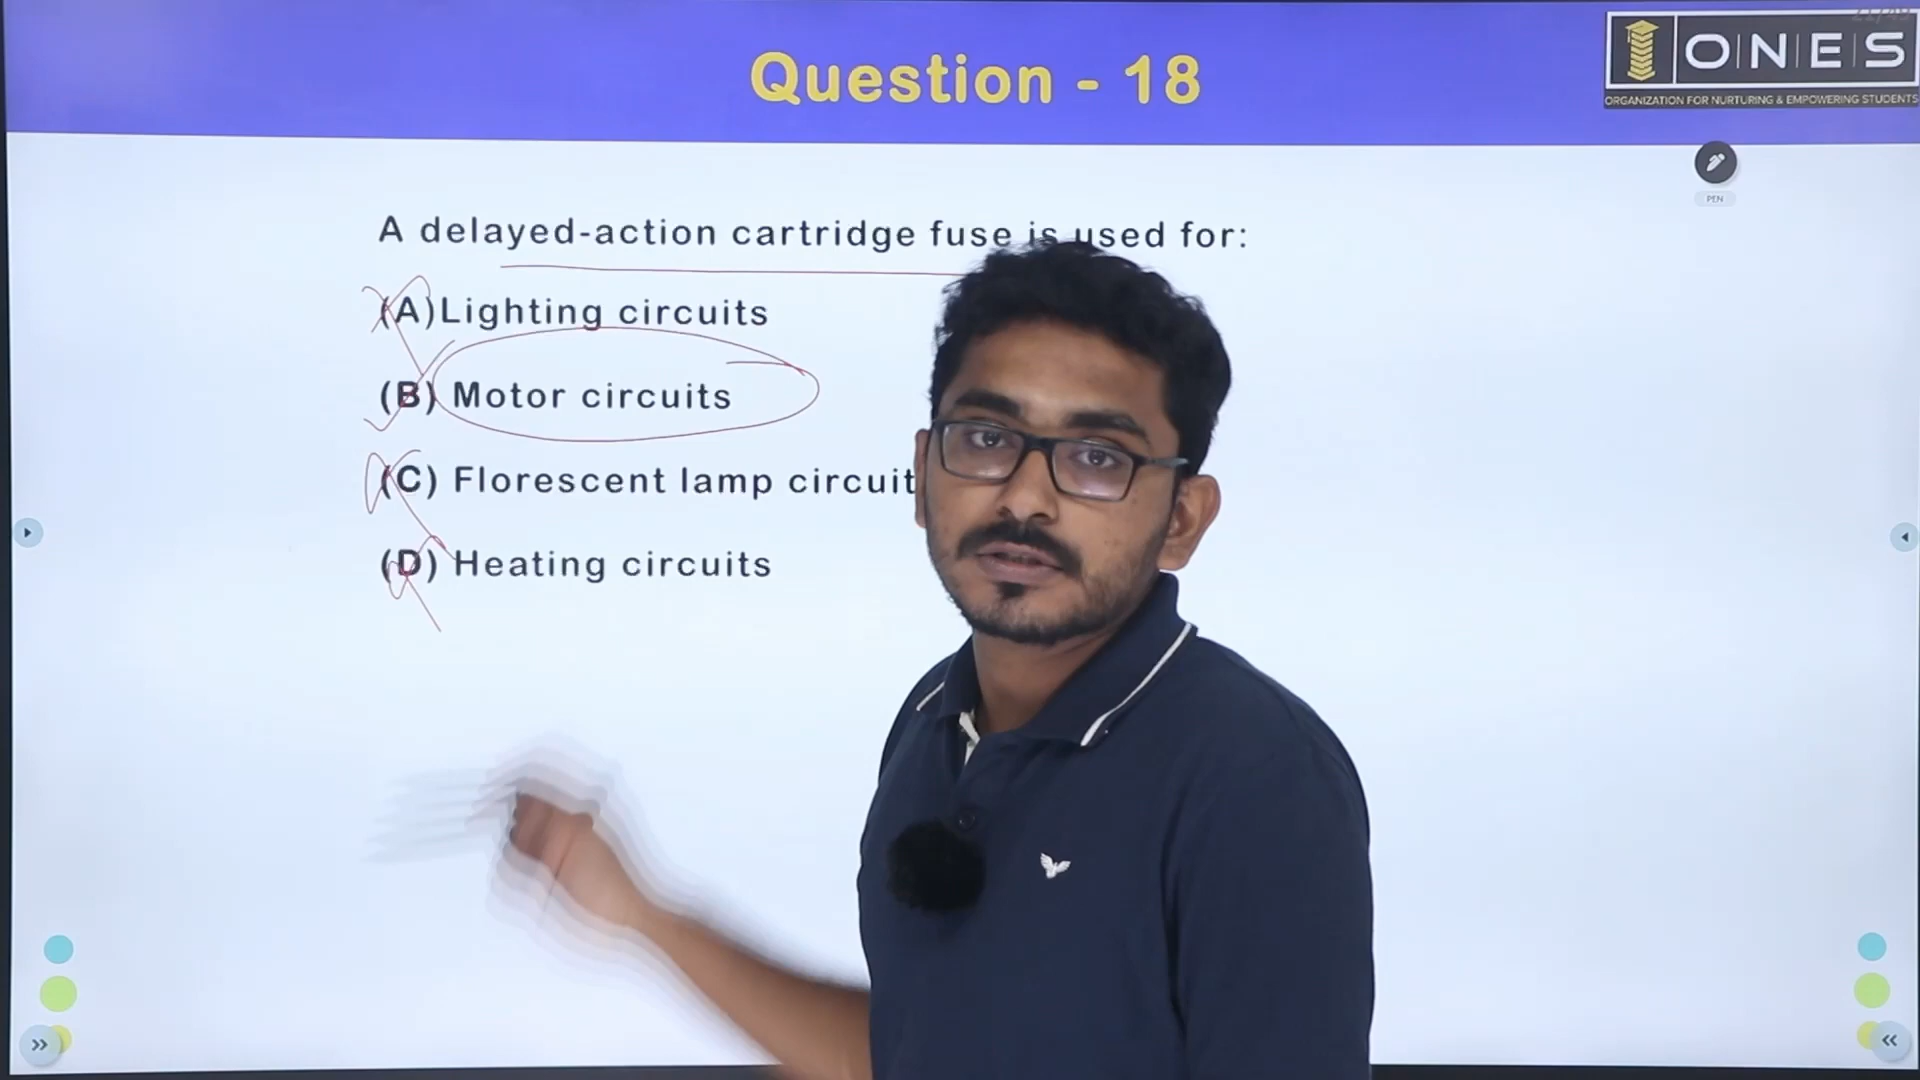 Question - 18
ONES
ORGANIZATION FOR NURTURING & EMPOWERING STUDENTS
PEN
A delayed-action cartridge fuse is used for:
(A)Lighting circuits
(B) Motor circuits
(C) Florescent lamp circuit
(D) Heating circuits